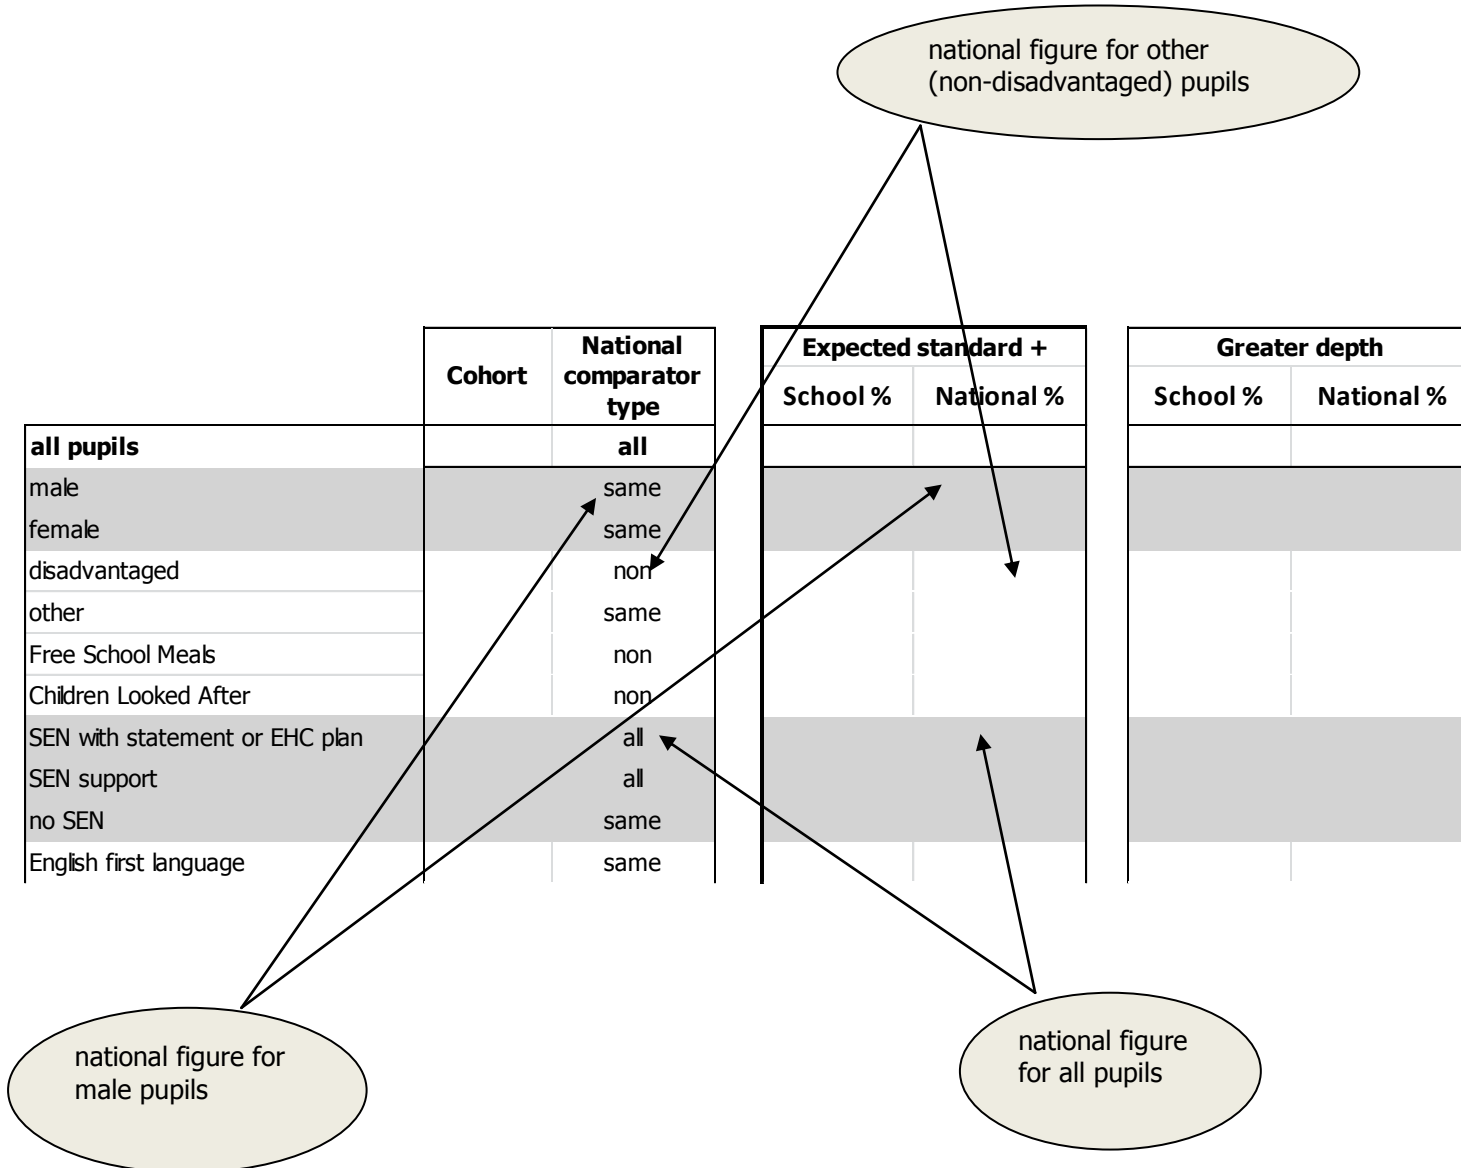 national figure for other
(non-disadvantaged) pupils
Cohort
National
comparator
type
Expected standard +
School %
National %
Greater depth
School %
National %
all pupils all
male same
female same
disadvantaged non
other same
Free School Meals non
Children Looked After non
SEN with statement or EHC plan all
SEN support all
no SEN same
English first language same
national figure for
male pupils
national figure
for all pupils